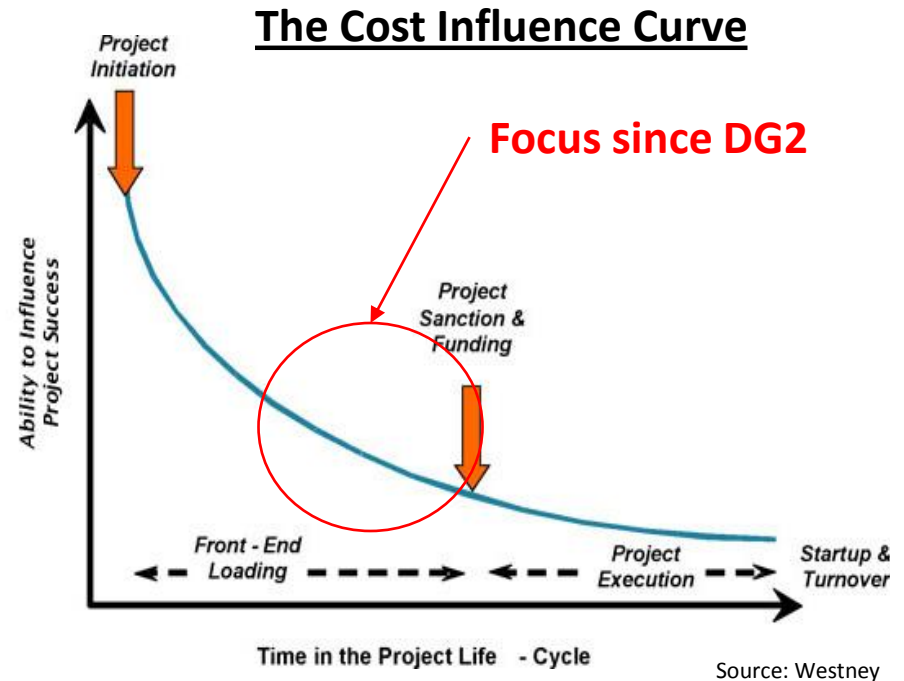 The Cost Influence Curve
Project
Initiation
Focus since DG2
Ability to Influence
Project Success
Project
Sanction &
Funding
Front - End
Loading
Project
Execution
Startup &
Turnover
Time in the Project Life - Cycle
Source: Westney